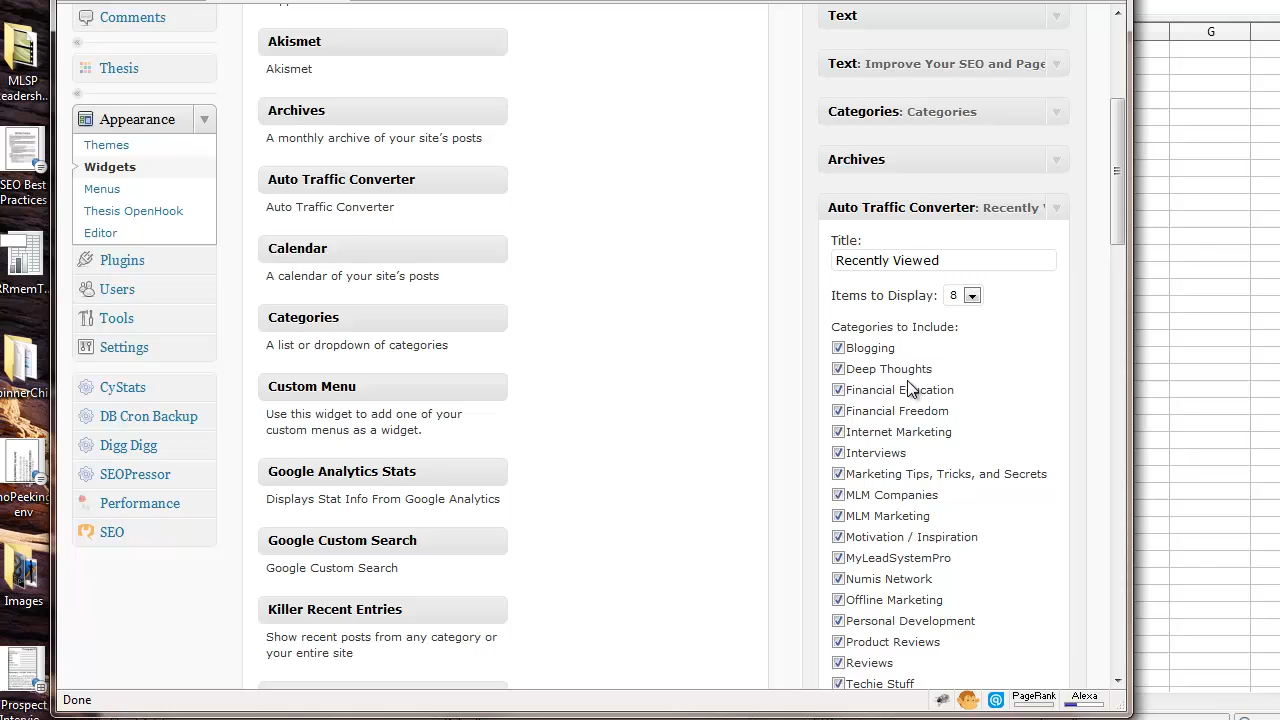 Comments
Thesis
Appearance
Themes
Widgets
Menus
Thesis OpenHook
Editor
Plugins
Users
Tools
Settings
CyStats
DB Cron Backup
Digg Digg
SEOPressor
Performance
SEO
Akismet
Akismet
Archives
A monthly archive of your site's posts
Auto Traffic Converter
Auto Traffic Converter
Calendar
A calendar of your site's posts
Categories
A list or dropdown of categories
Custom Menu
Use this widget to add one of your
custom menus as a widget.
Google Analytics Stats
Displays Stat Info From Google Analytics
Google Custom Search
Google Custom Search
Killer Recent Entries
Show recent posts from any category or
your entire site
Text
Text: Improve Your SEO and Page
Categories: Categories
Archives
Auto Traffic Converter: Recently
Title:
Recently Viewed
Items to Display: 8
Categories to Include:
Blogging
Deep Thoughts
Financial Education
Financial Freedom
Internet Marketing
Interviews
Marketing Tips, Tricks, and Secrets
MLM Companies
MLM Marketing
Motivation / Inspiration
MyLeadSystemPro
Numis Network
Offline Marketing
Personal Development
Product Reviews
Reviews
Techie Stuff
Done
PageRank
Alexa
G
MLSP
eadersh..
SEO Best
Practices
RRmemT..
pinnerChi
noPeeking
env
Images
Prospect